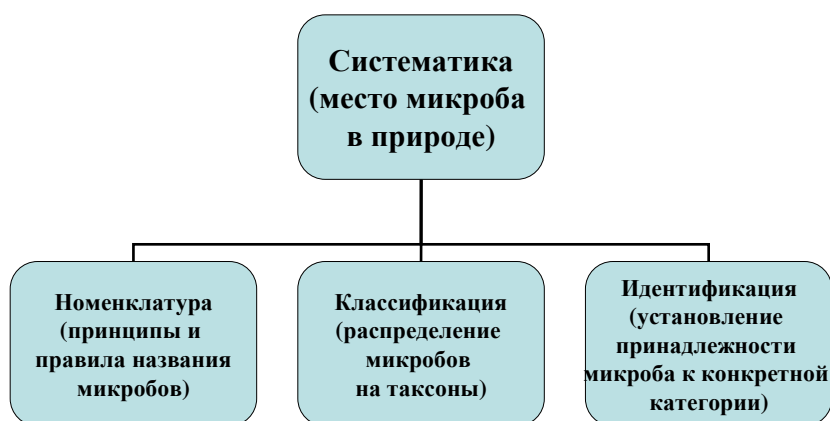 Систематика
(место микроба
в природе)
Номенклатура
(принципы и
правила названия
микробов)
Классификация
(распределение
микробов
на таксоны)
Идентификация
(установление
принадлежности
микроба к конкретной
категории)